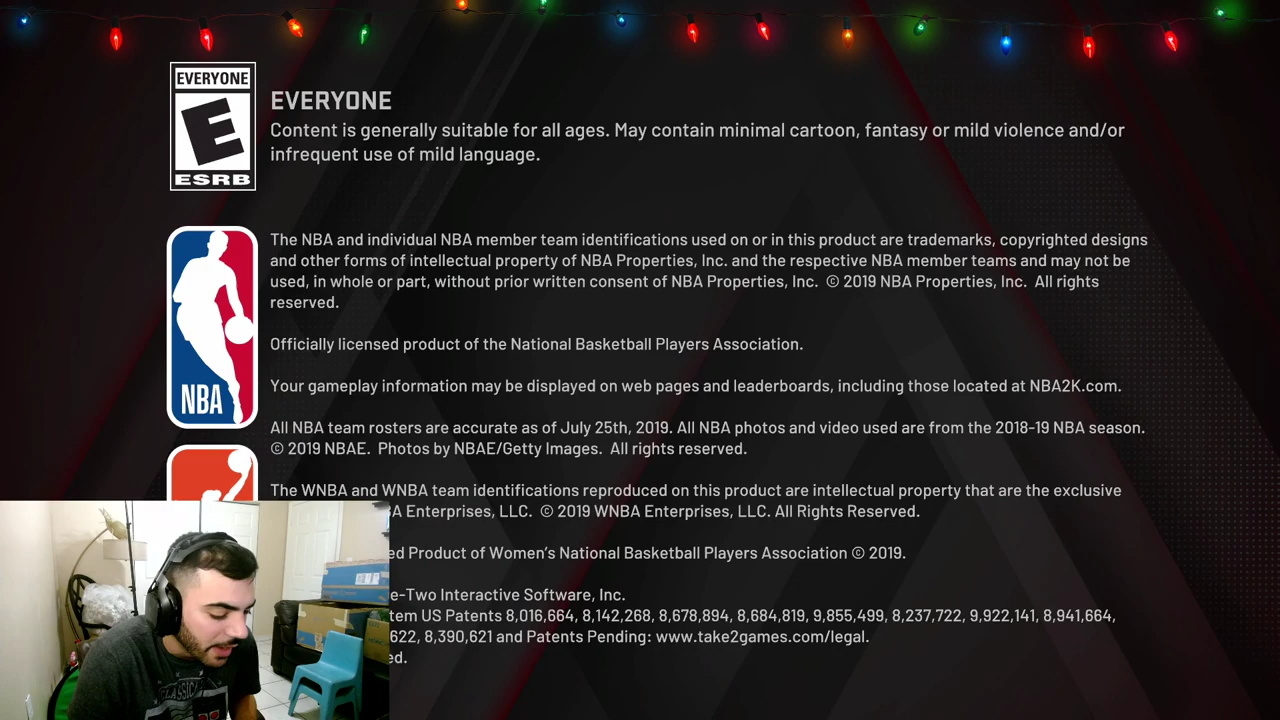 EVERYONE
E
ESRB
EVERYONE
Content is generally suitable for all ages. May contain minimal cartoon, fantasy or mild violence and/or
infrequent use of mild language.
NBA
The NBA and individual NBA member team identifications used on or in this product are trademarks, copyrighted designs
and other forms of intellectual property of NBA Properties, Inc. and the respective NBA member teams and may not be
used, in whole or part, without prior written consent of NBA Properties, Inc. © 2019 NBA Properties, Inc. All rights
reserved.
Officially licensed product of the National Basketball Players Association.
Your gameplay information may be displayed on web pages and leaderboards, including those located at NBA2K.com.
All NBA team rosters are accurate as of July 25th, 2019. All NBA photos and video used are from the 2018-19 NBA season.
© 2019 NBAE. Photos by NBAE/Getty Images. All rights reserved.
The WNBA and WNBA team identifications reproduced on this product are intellectual property that are the exclusive
A Enterprises, LLC. © 2019 WNBA Enterprises, LLC. All Rights Reserved.
ed Product of Women's National Basketball Players Association © 2019.
e-Two Interactive Software, Inc.
tem US Patents 8,016,664, 8,142,268, 8,678,894, 8,684,819, 9,855,499, 8,237,722, 9,922,141, 8,941,664,
622, 8,390,621 and Patents Pending: www.take2games.com/legal.
ed.